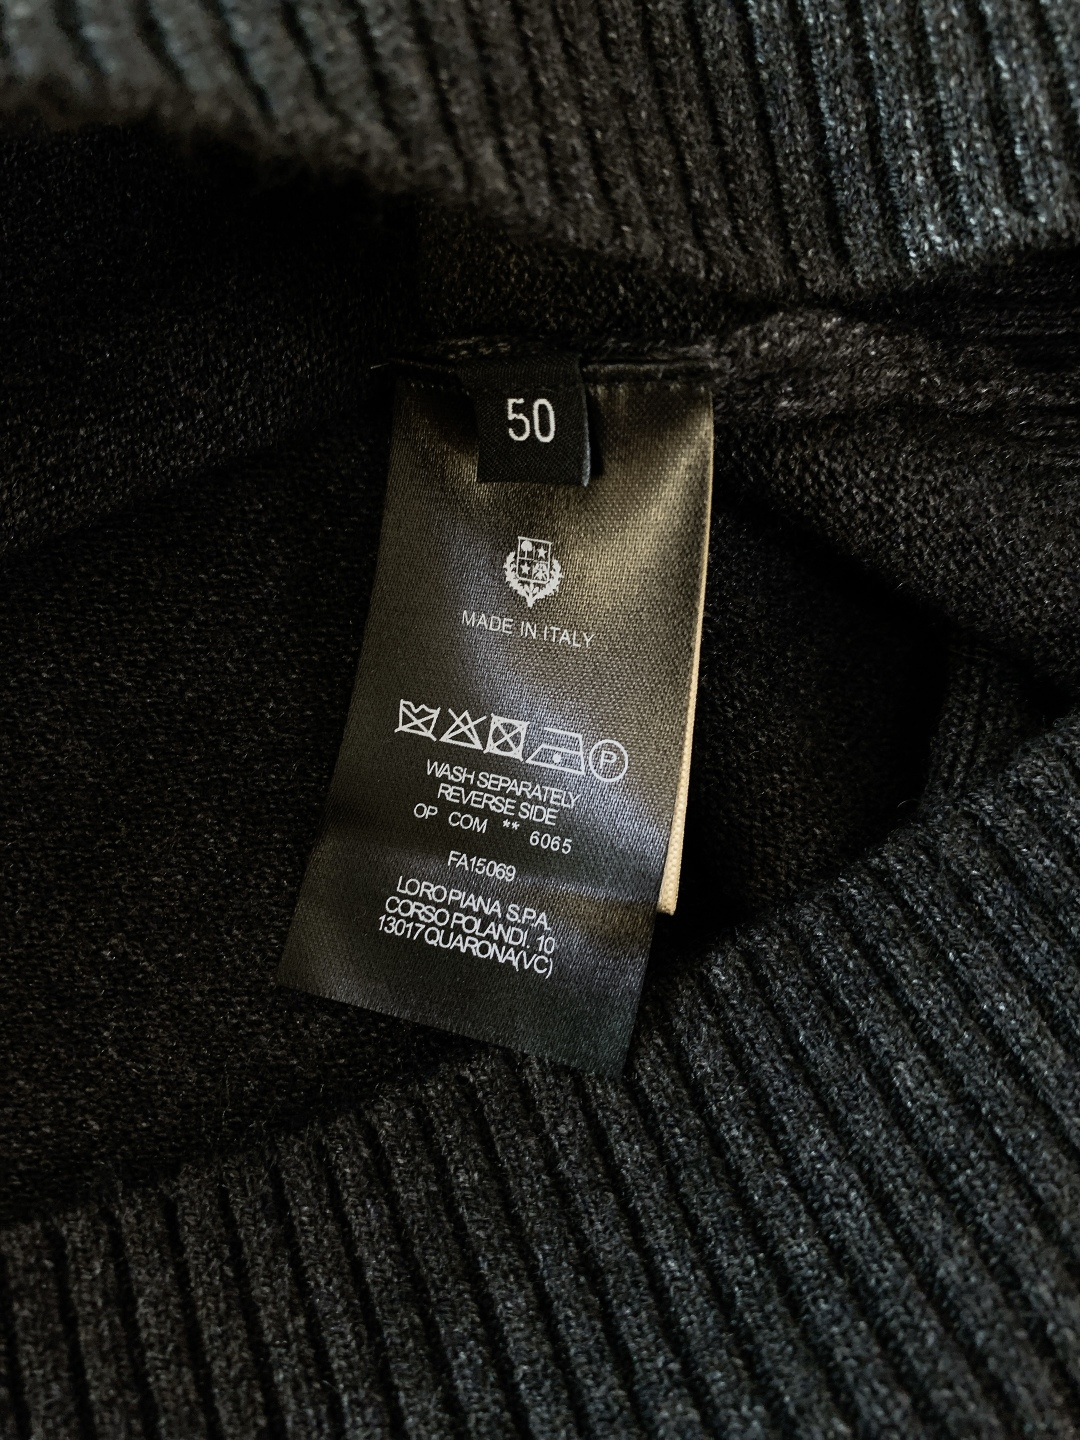 50
MADE IN ITALY
P
WASH SEPARATELY
REVERSE SIDE
OP COM ** 6065
FA15069
LORO PIANA S.P.A.
CORSO POLANDI. 10
13017 QUARONA(VC)